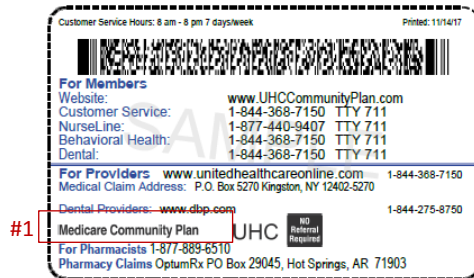 Customer Service Hours: 8 am - 8 pm 7 days/week Printed: 11/14/17
For Members
Website: www.UHCCommunityPlan.com
Customer Service: 1-844-368-7150 TTY 711
NurseLine: 1-877-440-9407 TTY 711
Behavioral Health: 1-844-368-7150 TTY 711
Dental: 1-844-368-7150 TTY 711
SAMPLE
For Providers www.unitedhealthcareonline.com 1-844-368-7150
Medical Claim Address: P.O. Box 5270 Kingston, NY 12402-5270
Dental Providers: www.dbp.com 1-844-275-8750
#1 Medicare Community Plan UHC NO Referral Required
For Pharmacists 1-877-889-6510
Pharmacy Claims OptumRx PO Box 29045, Hot Springs, AR 71903